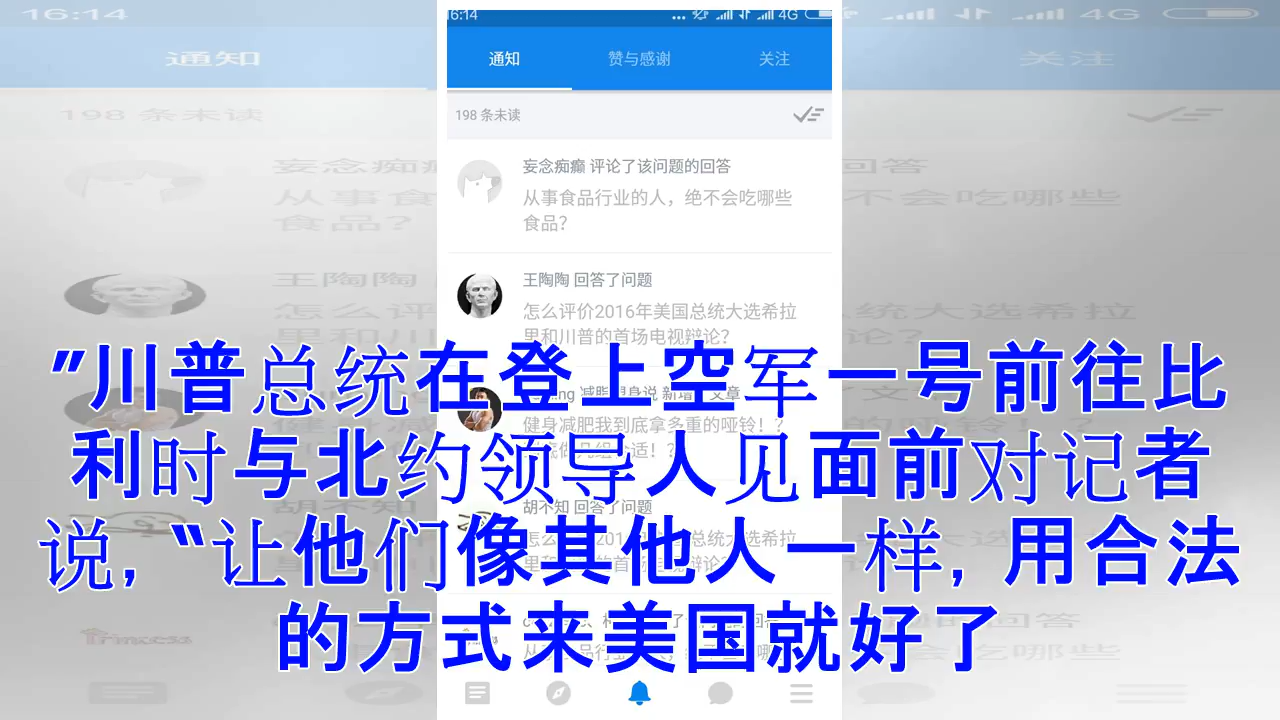 16:14
4G
通知
赞与感谢
关注
198 条未读
妄念痴癫 评论了该问题的回答
从事食品行业的人，绝不会吃哪些
食品？
王陶陶 回答了问题
怎么评价2016年美国总统大选希拉
里和川普的首场电视辩论？
健身减肥我到底拿多重的哑铃！？
胡不知 回答了问题
"川普总统在登上空军一号前往比
利时与北约领导人见面前对记者
说，“让他们像其他人一样，用合法
的方式来美国就好了